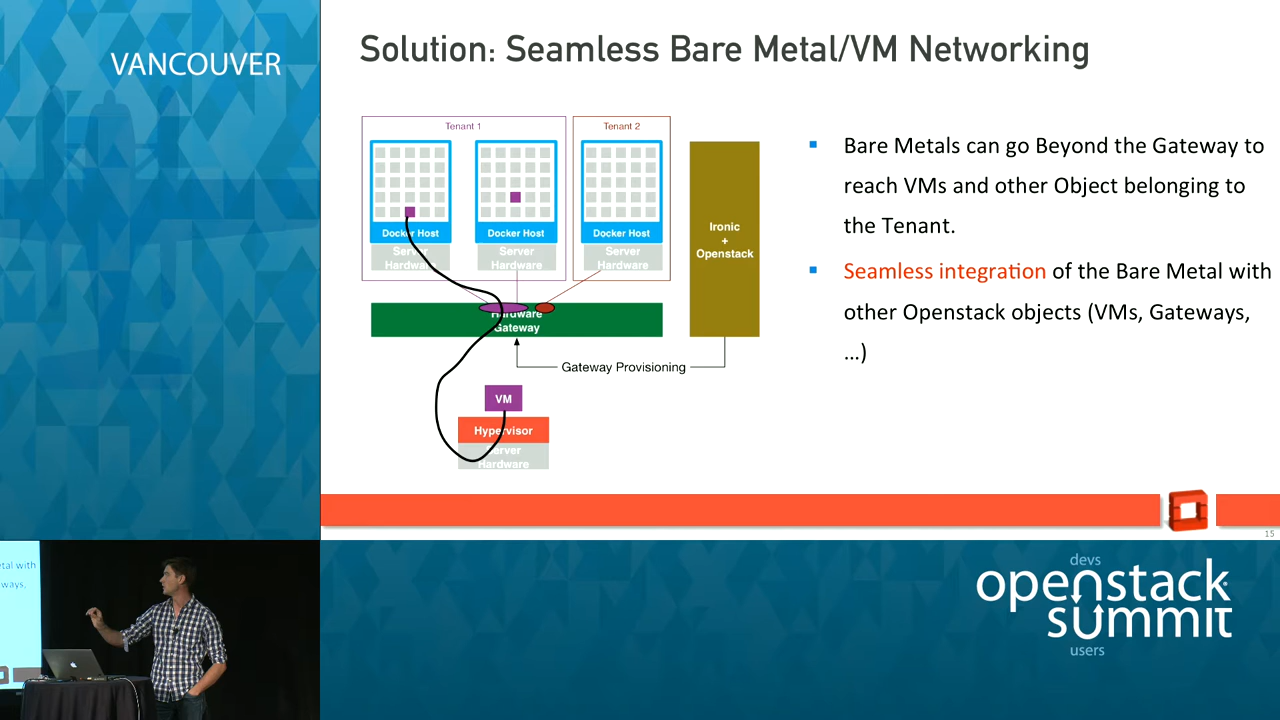 VANCOUVER
Solution: Seamless Bare Metal/VM Networking
Tenant 1
Tenant 2
Docker Host
Docker Host
Docker Host
Server
Hardware
Server
Hardware
Server
Hardware
Ironic
+
Openstack
Hardware
Gateway
Gateway Provisioning
VM
Hypervisor
Server
Hardware
▪ Bare Metals can go Beyond the Gateway to
reach VMs and other Object belonging to
the Tenant.
▪ Seamless integration of the Bare Metal with
other Openstack objects (VMs, Gateways,
...)
15
etal with
ways,
devs
openstack
summit
users